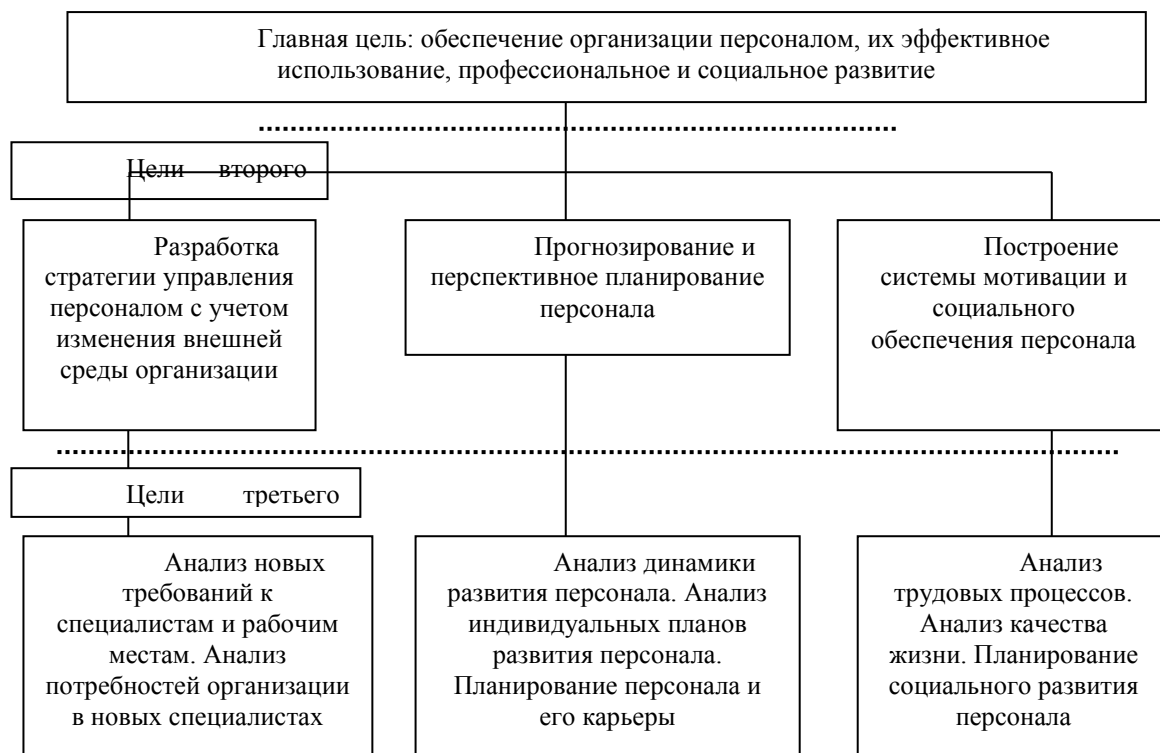 Главная цель: обеспечение организации персоналом, их эффективное
использование, профессиональное и социальное развитие
Цели второго
Разработка
стратегии управления
персоналом с учетом
изменения внешней
среды организации
Прогнозирование и
перспективное планирование
персонала
Построение
системы мотивации и
социального
обеспечения персонала
Цели третьего
Анализ новых
требований к
специалистам и рабочим
местам. Анализ
потребностей организации
в новых специалистах
Анализ динамики
развития персонала. Анализ
индивидуальных планов
развития персонала.
Планирование персонала и
его карьеры
Анализ
трудовых процессов.
Анализ качества
жизни. Планирование
социального развития
персонала